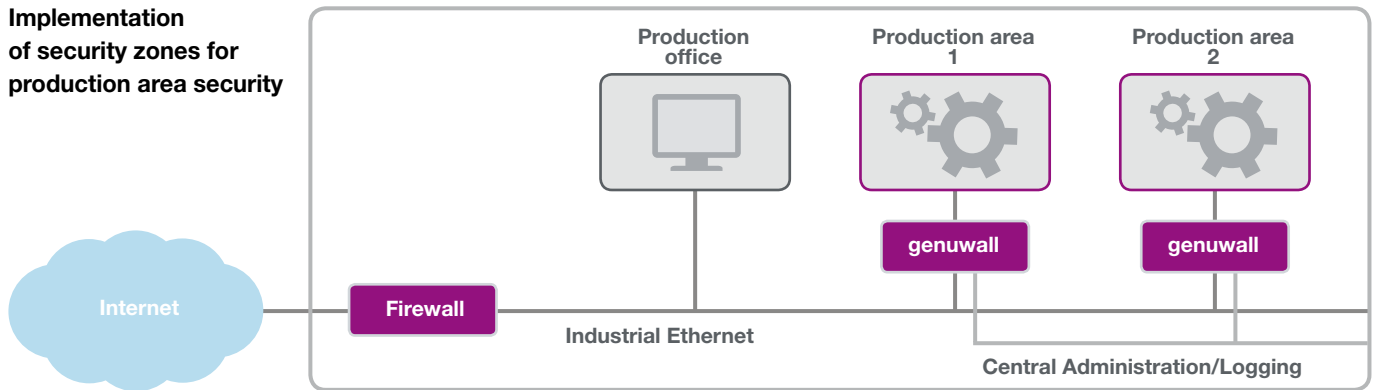 Implementation
of security zones for
production area security
Production
office
Production area
1
Production area
2
genuwall
genuwall
Internet
Firewall
Industrial Ethernet
Central Administration/Logging